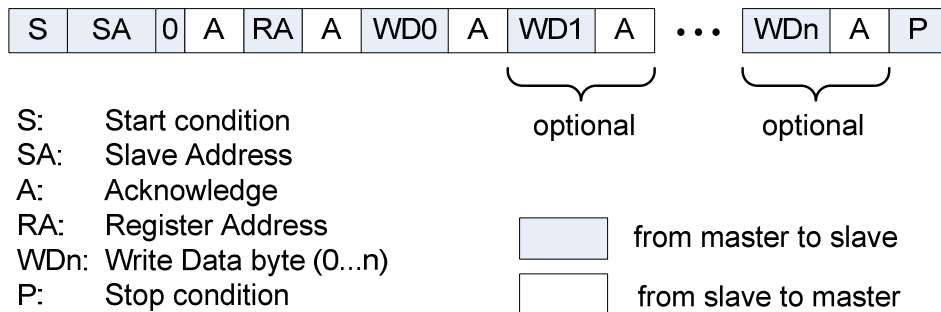 S SA 0 A RA A WD0 A WD1 A ••• WDn A P
optional optional
S: Start condition
SA: Slave Address
A: Acknowledge
RA: Register Address
WDn: Write Data byte (0...n)
P: Stop condition
from master to slave
from slave to master